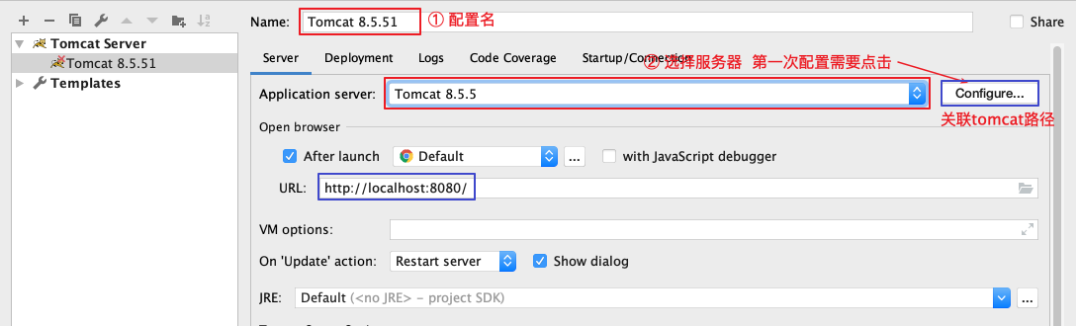 Name: Tomcat 8.5.51 ① 配置名 Share
Tomcat Server
Tomcat 8.5.51
Templates
Server Deployment Logs Code Coverage Startup/Connection
② 选择服务器 第一次配置需要点击
Application server: Tomcat 8.5.5 Configure...
关联tomcat路径
Open browser
After launch Default ... with JavaScript debugger
URL: http://localhost:8080/
VM options:
On 'Update' action: Restart server Show dialog
JRE: Default (<no JRE> – project SDK) ...